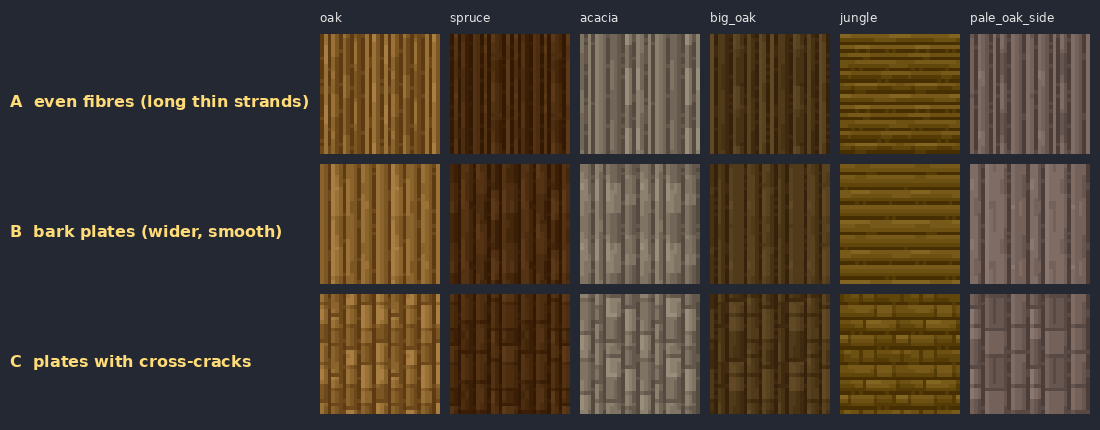 oak spruce acacia big_oak jungle pale_oak_side
A even fibres (long thin strands)
B bark plates (wider, smooth)
C plates with cross-cracks